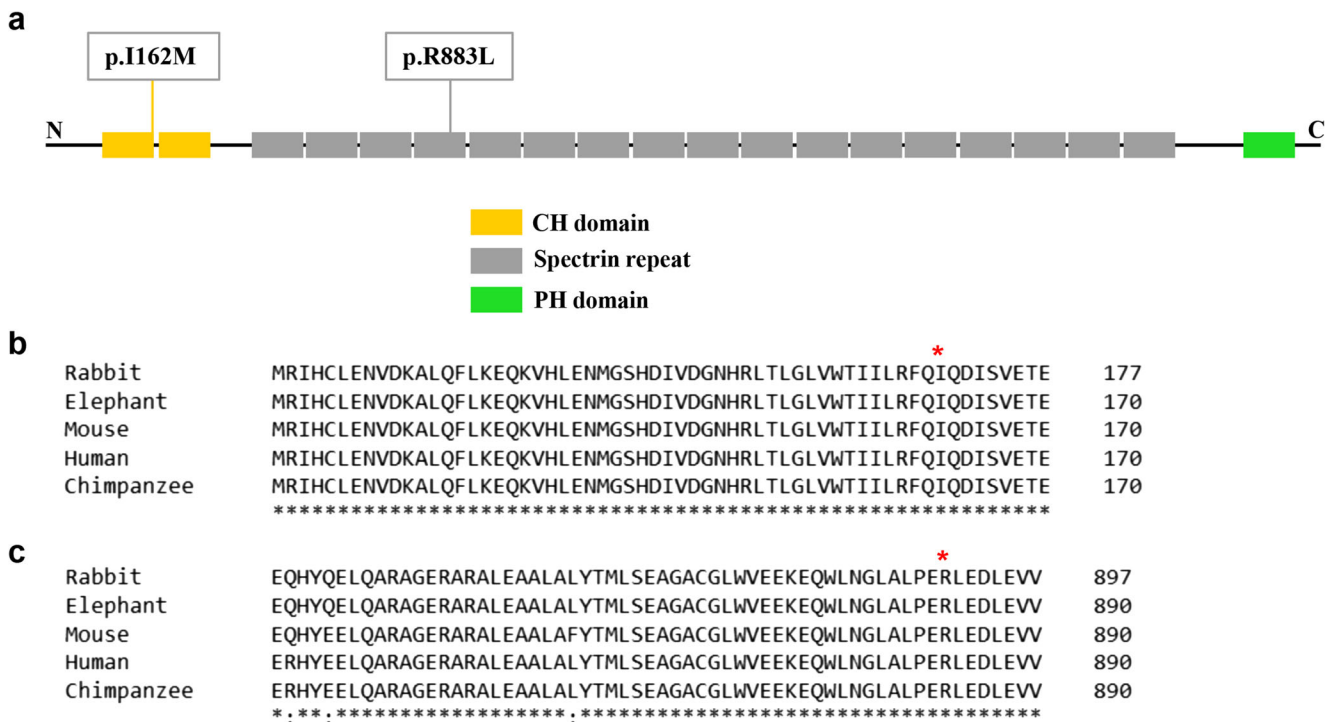 a
p.I162M p.R883L
N C
CH domain
Spectrin repeat
PH domain
b
*
Rabbit MRIHCLENVDKALQFLKEQKVHLENMGSHDIVDGNHRLTLGLVWTIILRFQIQDISVETE 177
Elephant MRIHCLENVDKALQFLKEQKVHLENMGSHDIVDGNHRLTLGLVWTIILRFQIQDISVETE 170
Mouse MRIHCLENVDKALQFLKEQKVHLENMGSHDIVDGNHRLTLGLVWTIILRFQIQDISVETE 170
Human MRIHCLENVDKALQFLKEQKVHLENMGSHDIVDGNHRLTLGLVWTIILRFQIQDISVETE 170
Chimpanzee MRIHCLENVDKALQFLKEQKVHLENMGSHDIVDGNHRLTLGLVWTIILRFQIQDISVETE 170
************************************************************
c
*
Rabbit EQHYQELQARAGERARALEAALALYTMLSEAGACGLWVEEKEQWLNGLALPERLEDLEVV 897
Elephant EQHYQELQARAGERARALEAALALYTMLSEAGACGLWVEEKEQWLNGLALPERLEDLEVV 890
Mouse EQHYEELQARAGERARALEAALAFYTMLSEAGACGLWVEEKEQWLNGLALPERLEDLEVV 890
Human ERHYEELQARAGERARALEAALALYTMLSEAGACGLWVEEKEQWLNGLALPERLEDLEVV 890
Chimpanzee ERHYEELQARAGERARALEAALALYTMLSEAGACGLWVEEKEQWLNGLALPERLEDLEVV 890
*:**:******************:************************************